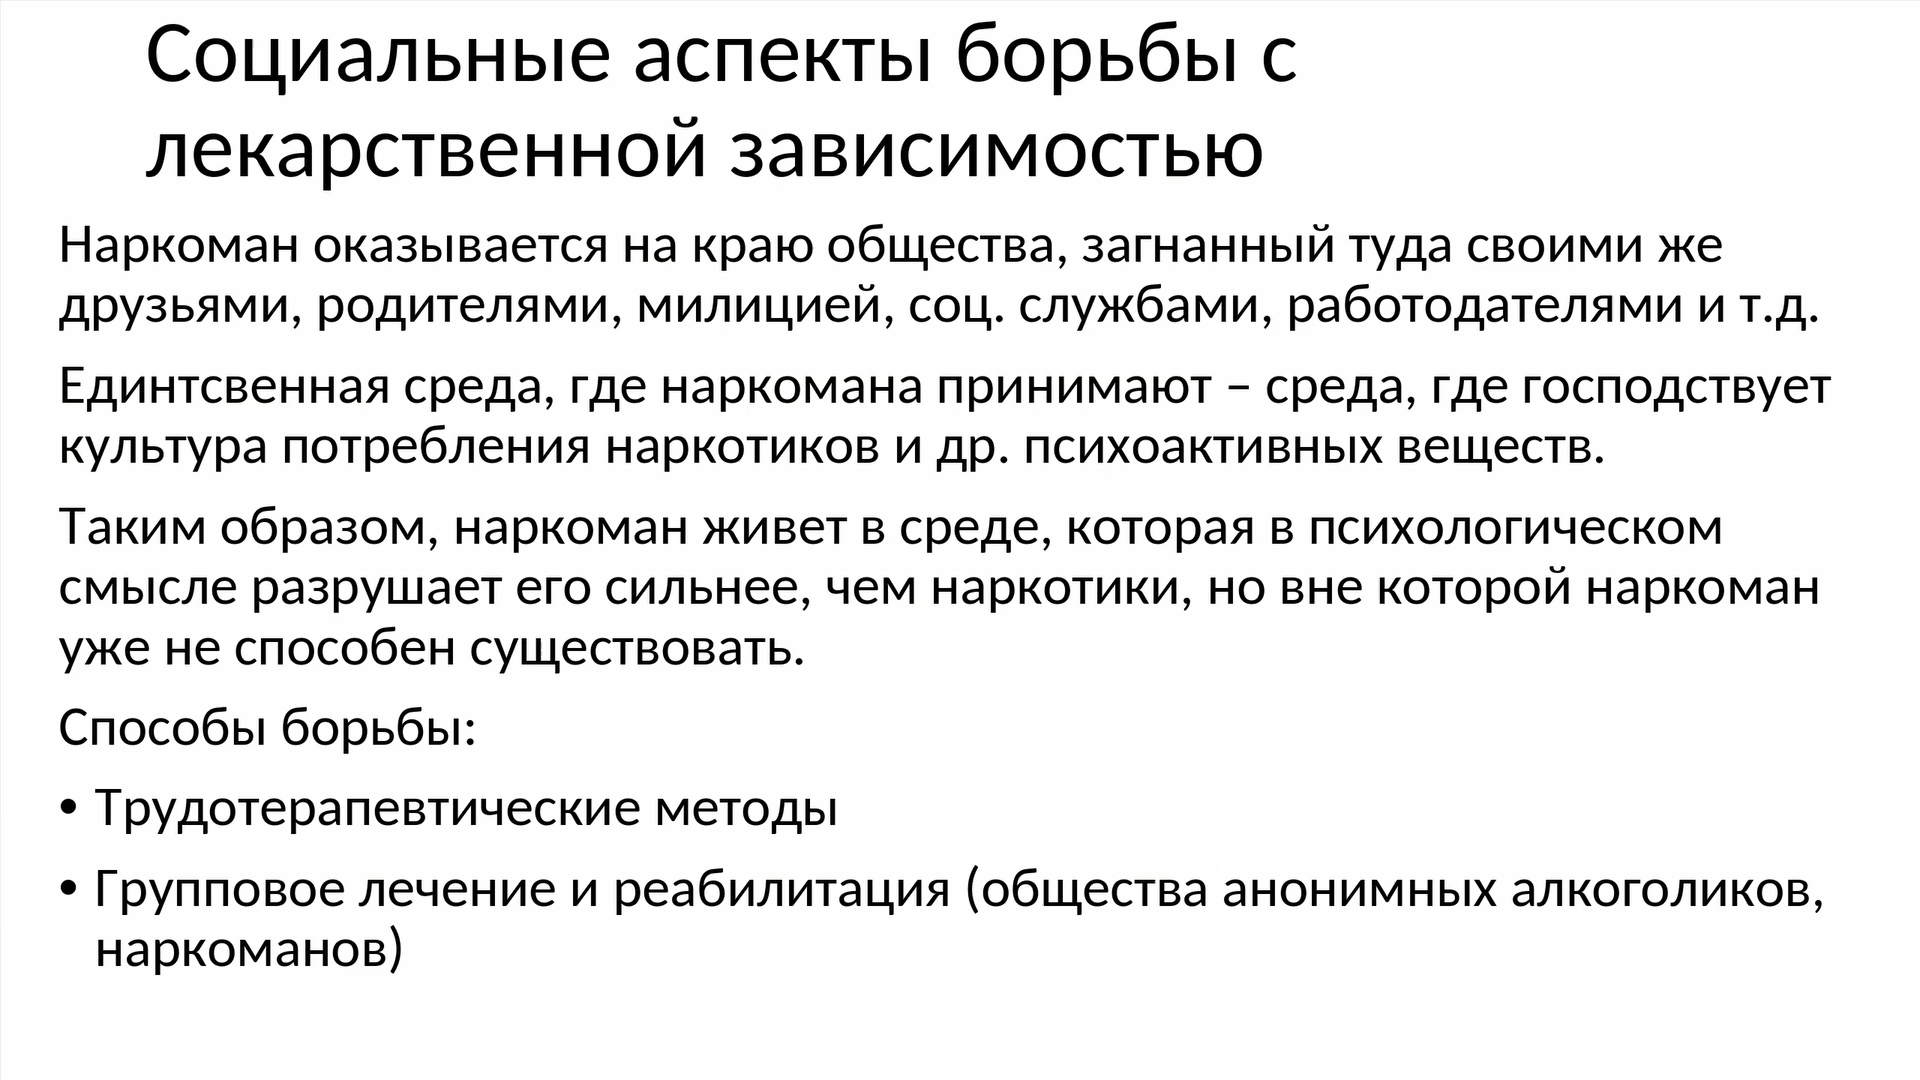 Социальные аспекты борьбы с
лекарственной зависимостью
Наркоман оказывается на краю общества, загнанный туда своими же
друзьями, родителями, милицией, соц. службами, работодателями и т.д.
Единтсвенная среда, где наркомана принимают – среда, где господствует
культура потребления наркотиков и др. психоактивных веществ.
Таким образом, наркоман живет в среде, которая в психологическом
смысле разрушает его сильнее, чем наркотики, но вне которой наркоман
уже не способен существовать.
Способы борьбы:
• Трудотерапевтические методы
• Групповое лечение и реабилитация (общества анонимных алкоголиков,
наркоманов)